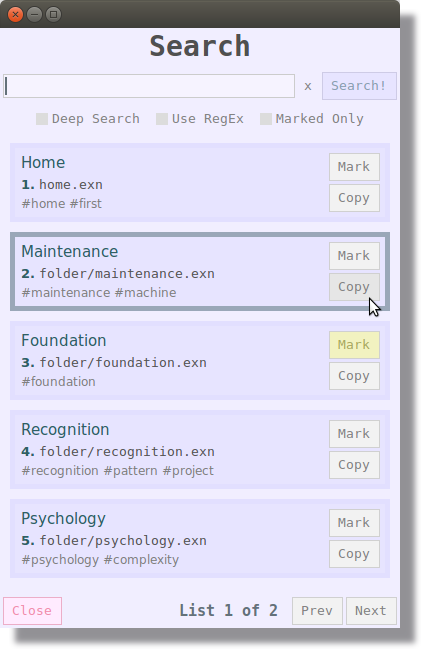 Search
x Search!
Deep Search Use RegEx Marked Only
Home
Mark
1. home.exn
Copy
#home #first
Maintenance
Mark
2. folder/maintenance.exn
Copy
#maintenance #machine
Foundation
Mark
3. folder/foundation.exn
Copy
#foundation
Recognition
Mark
4. folder/recognition.exn
Copy
#recognition #pattern #project
Psychology
Mark
5. folder/psychology.exn
Copy
#psychology #complexity
Close List 1 of 2 Prev Next